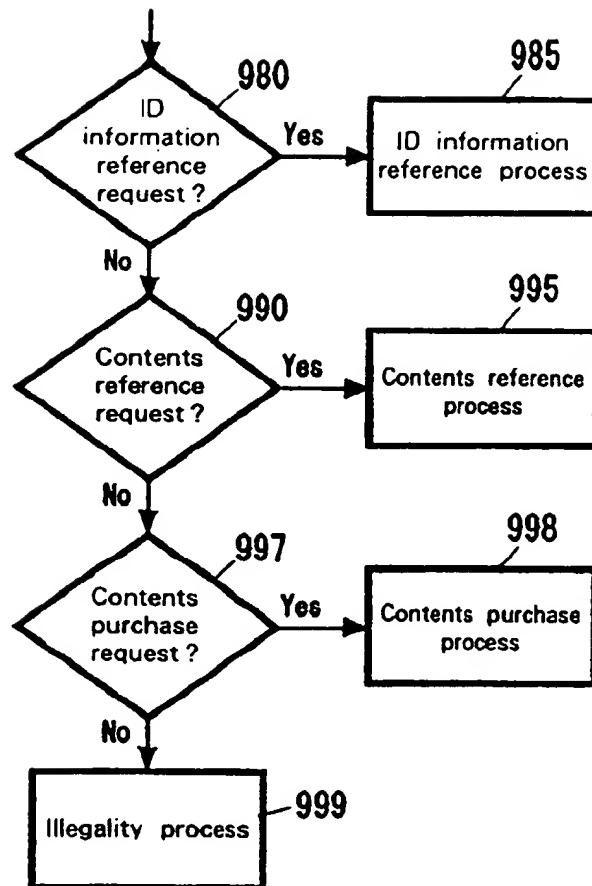 980
ID
information
reference
request ?
Yes
985
ID information
reference process
No
990
Contents
reference
request ?
Yes
995
Contents reference
process
No
997
Contents
purchase
request ?
Yes
998
Contents purchase
process
No
Illegality process
999